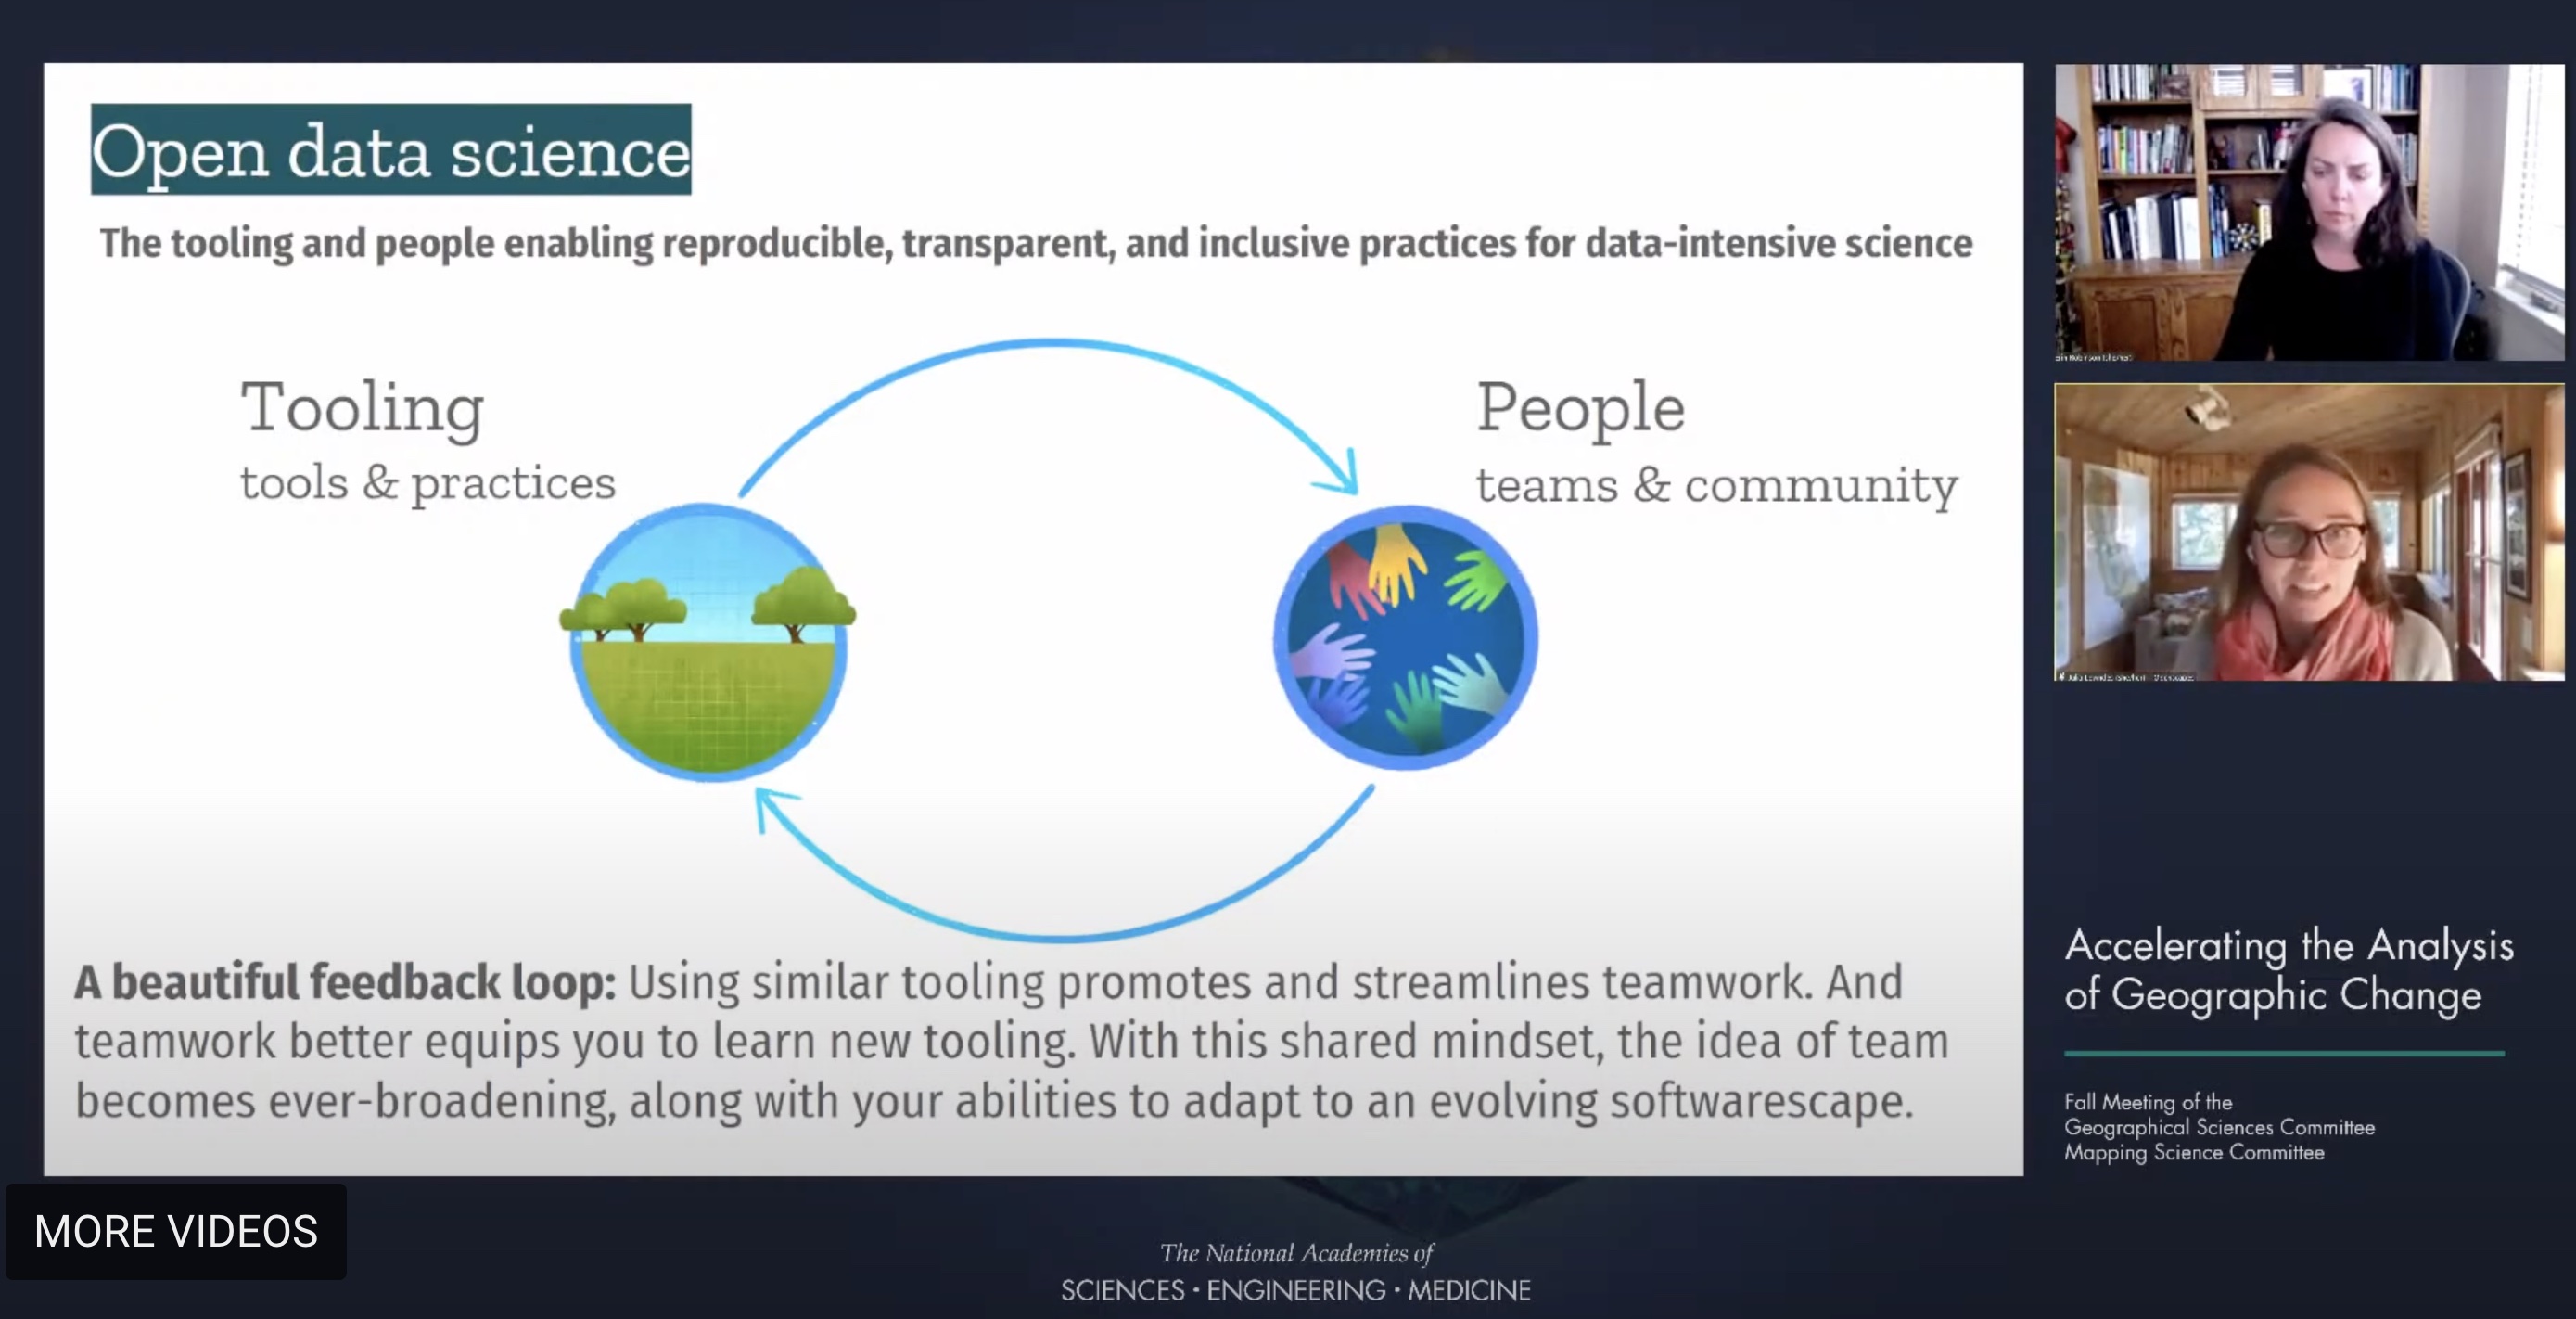 Open data science
The tooling and people enabling reproducible, transparent, and inclusive practices for data-intensive science
Tooling
tools & practices
People
teams & community
A beautiful feedback loop: Using similar tooling promotes and streamlines teamwork. And
teamwork better equips you to learn new tooling. With this shared mindset, the idea of team
becomes ever-broadening, along with your abilities to adapt to an evolving softwarescape.
Accelerating the Analysis
of Geographic Change
Fall Meeting of the
Geographical Sciences Committee
Mapping Science Committee
MORE VIDEOS
The National Academies of
SCIENCES · ENGINEERING · MEDICINE